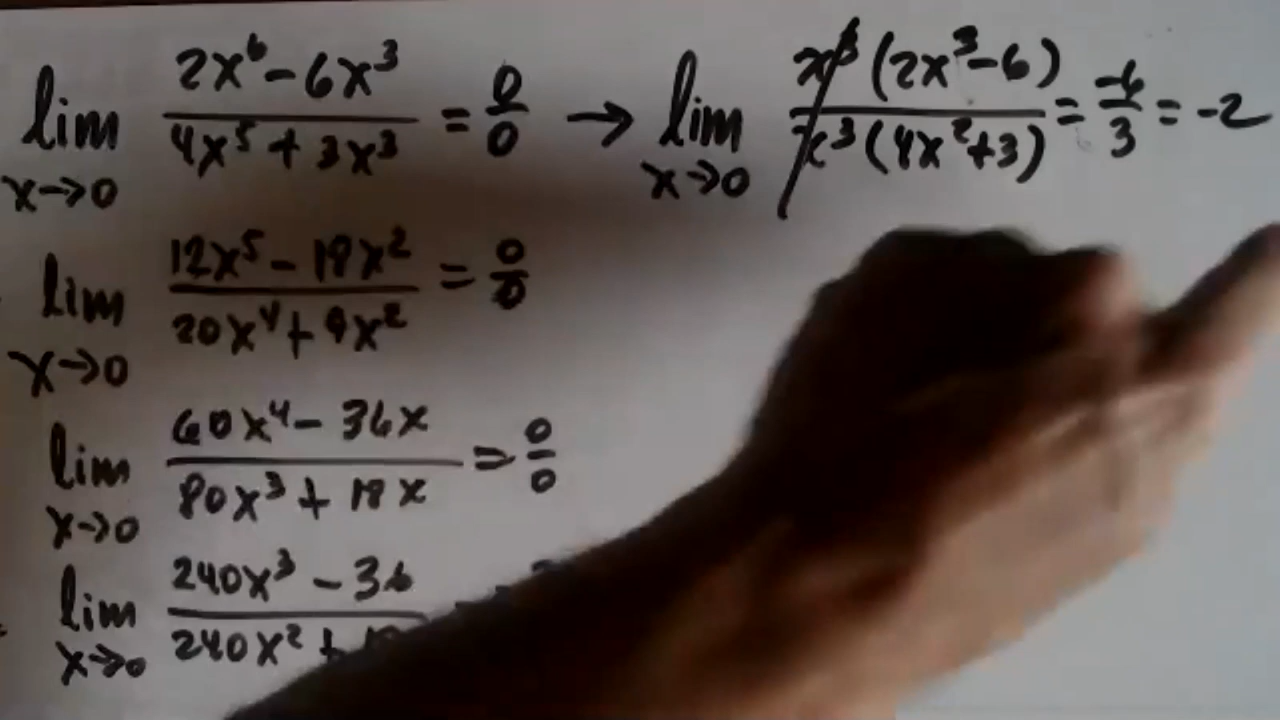 lim x→0 (2x⁶ - 6x³)/(4x⁵ + 3x³) = 0/0 → lim x→0 x³(2x³-6)/x³(4x²+3) = -6/3 = -2
lim x→0 (12x⁵ - 18x²)/(20x⁴ + 9x²) = 0/0
lim x→0 (60x⁴ - 36x)/(80x³ + 18x) = 0/0
lim x→0 (240x³ - 36)/(240x² +